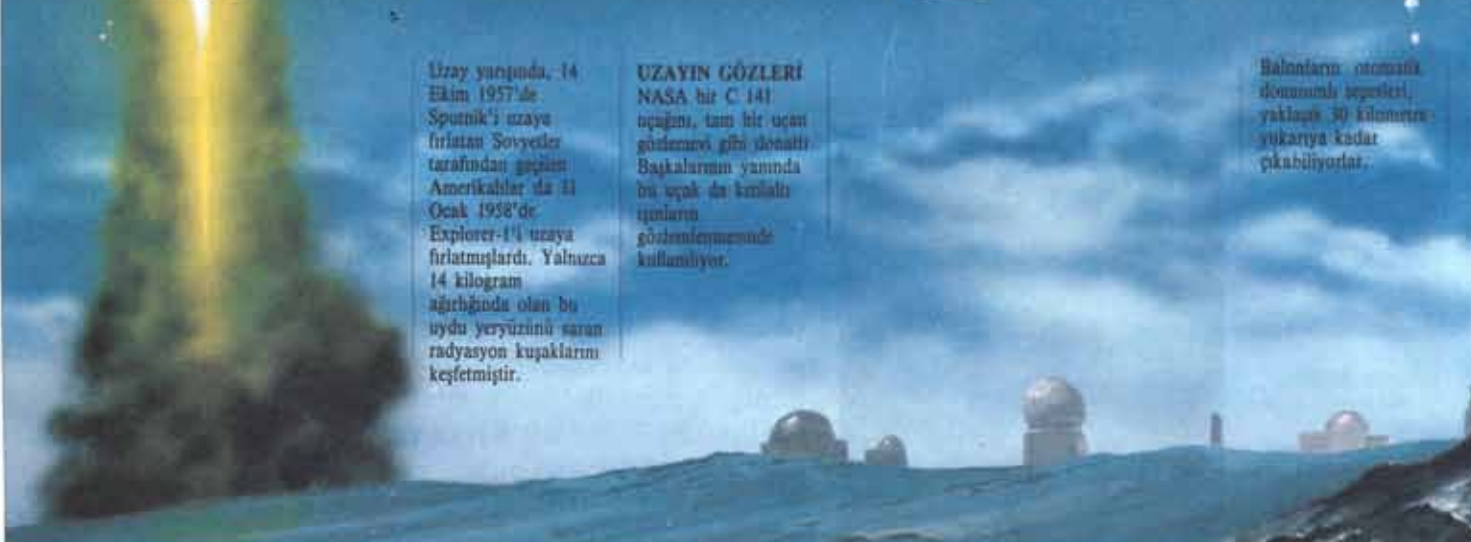 Uzay yarışında, 14
Ekim 1957'de
Sputnik'i uzaya
fırlatan Sovyetler
tarafından geçilen
Amerikalılar da 31
Ocak 1958'de
Explorer-1'i uzaya
fırlatmışlardı. Yalnızca
14 kilogram
ağırlığında olan bu
uydu yeryüzünü saran
radyasyon kuşaklarını
keşfetmiştir.
UZAYIN GÖZLERİ
NASA bir C 141
uçağını, tam bir uçan
gözlemevi gibi donattı
Başkalarının yanında
bu uçak da kızılaltı
ışınların
gözlemlenmesinde
kullanılıyor.
Balonların otomatik
donanımlı sepetleri,
yaklaşık 30 kilometre
yukarıya kadar
çıkabiliyorlar.